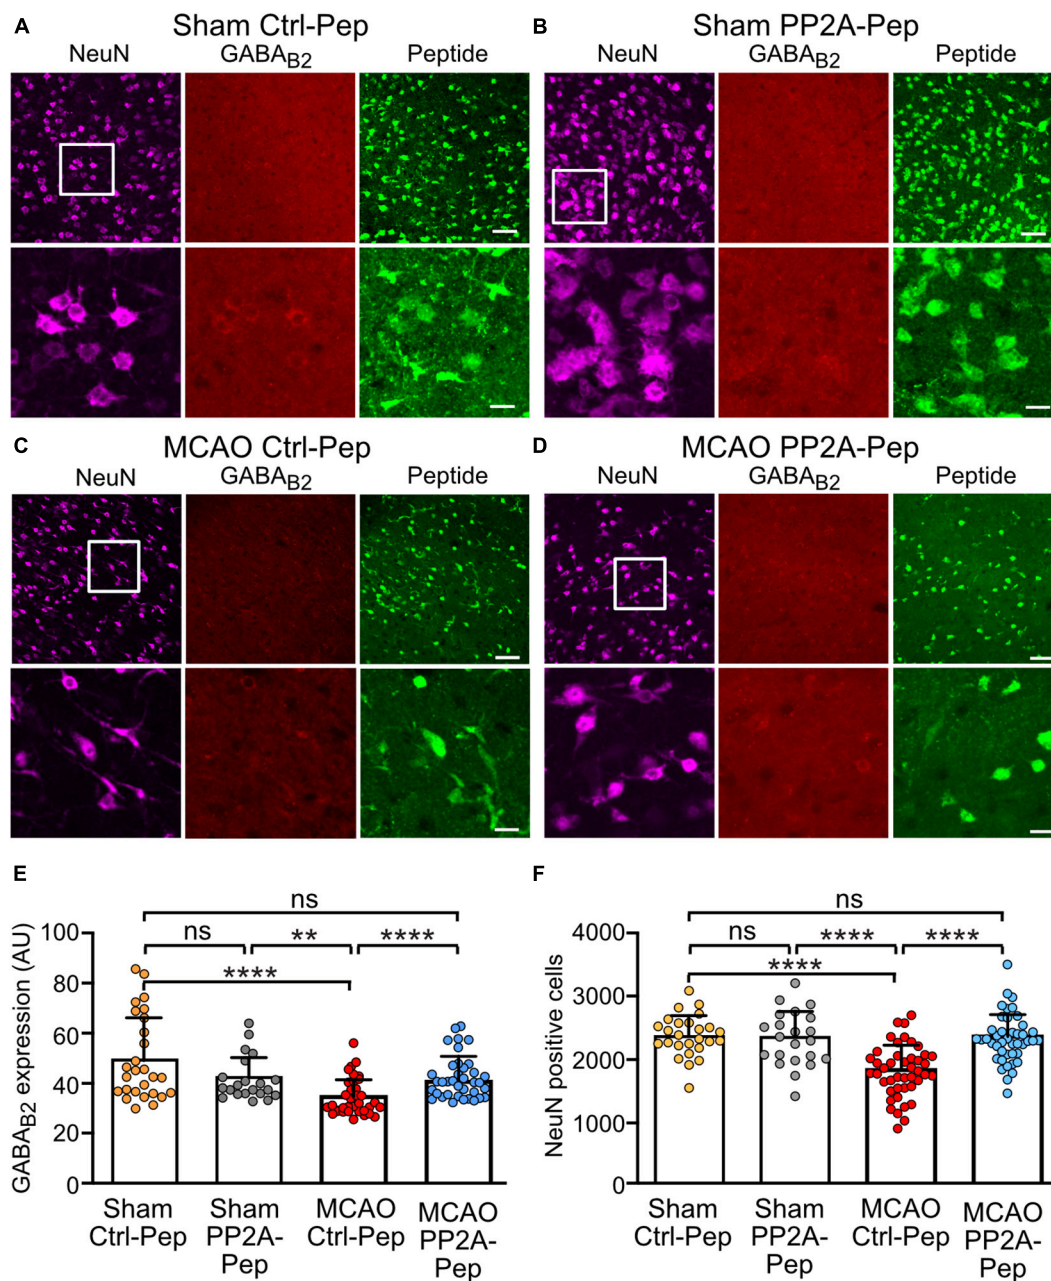 A Sham Ctrl-Pep
NeuN GABAB2 Peptide
B Sham PP2A-Pep
NeuN GABAB2 Peptide
C MCAO Ctrl-Pep
NeuN GABAB2 Peptide
D MCAO PP2A-Pep
NeuN GABAB2 Peptide
E
ns
ns ** ****
****
GABAB2 expression (AU)
100
80
60
40
20
0
Sham Ctrl-Pep
Sham PP2A-Pep
MCAO Ctrl-Pep
MCAO PP2A-Pep
F
ns
ns **** ****
****
NeuN positive cells
4000
3000
2000
1000
0
Sham Ctrl-Pep
Sham PP2A-Pep
MCAO Ctrl-Pep
MCAO PP2A-Pep